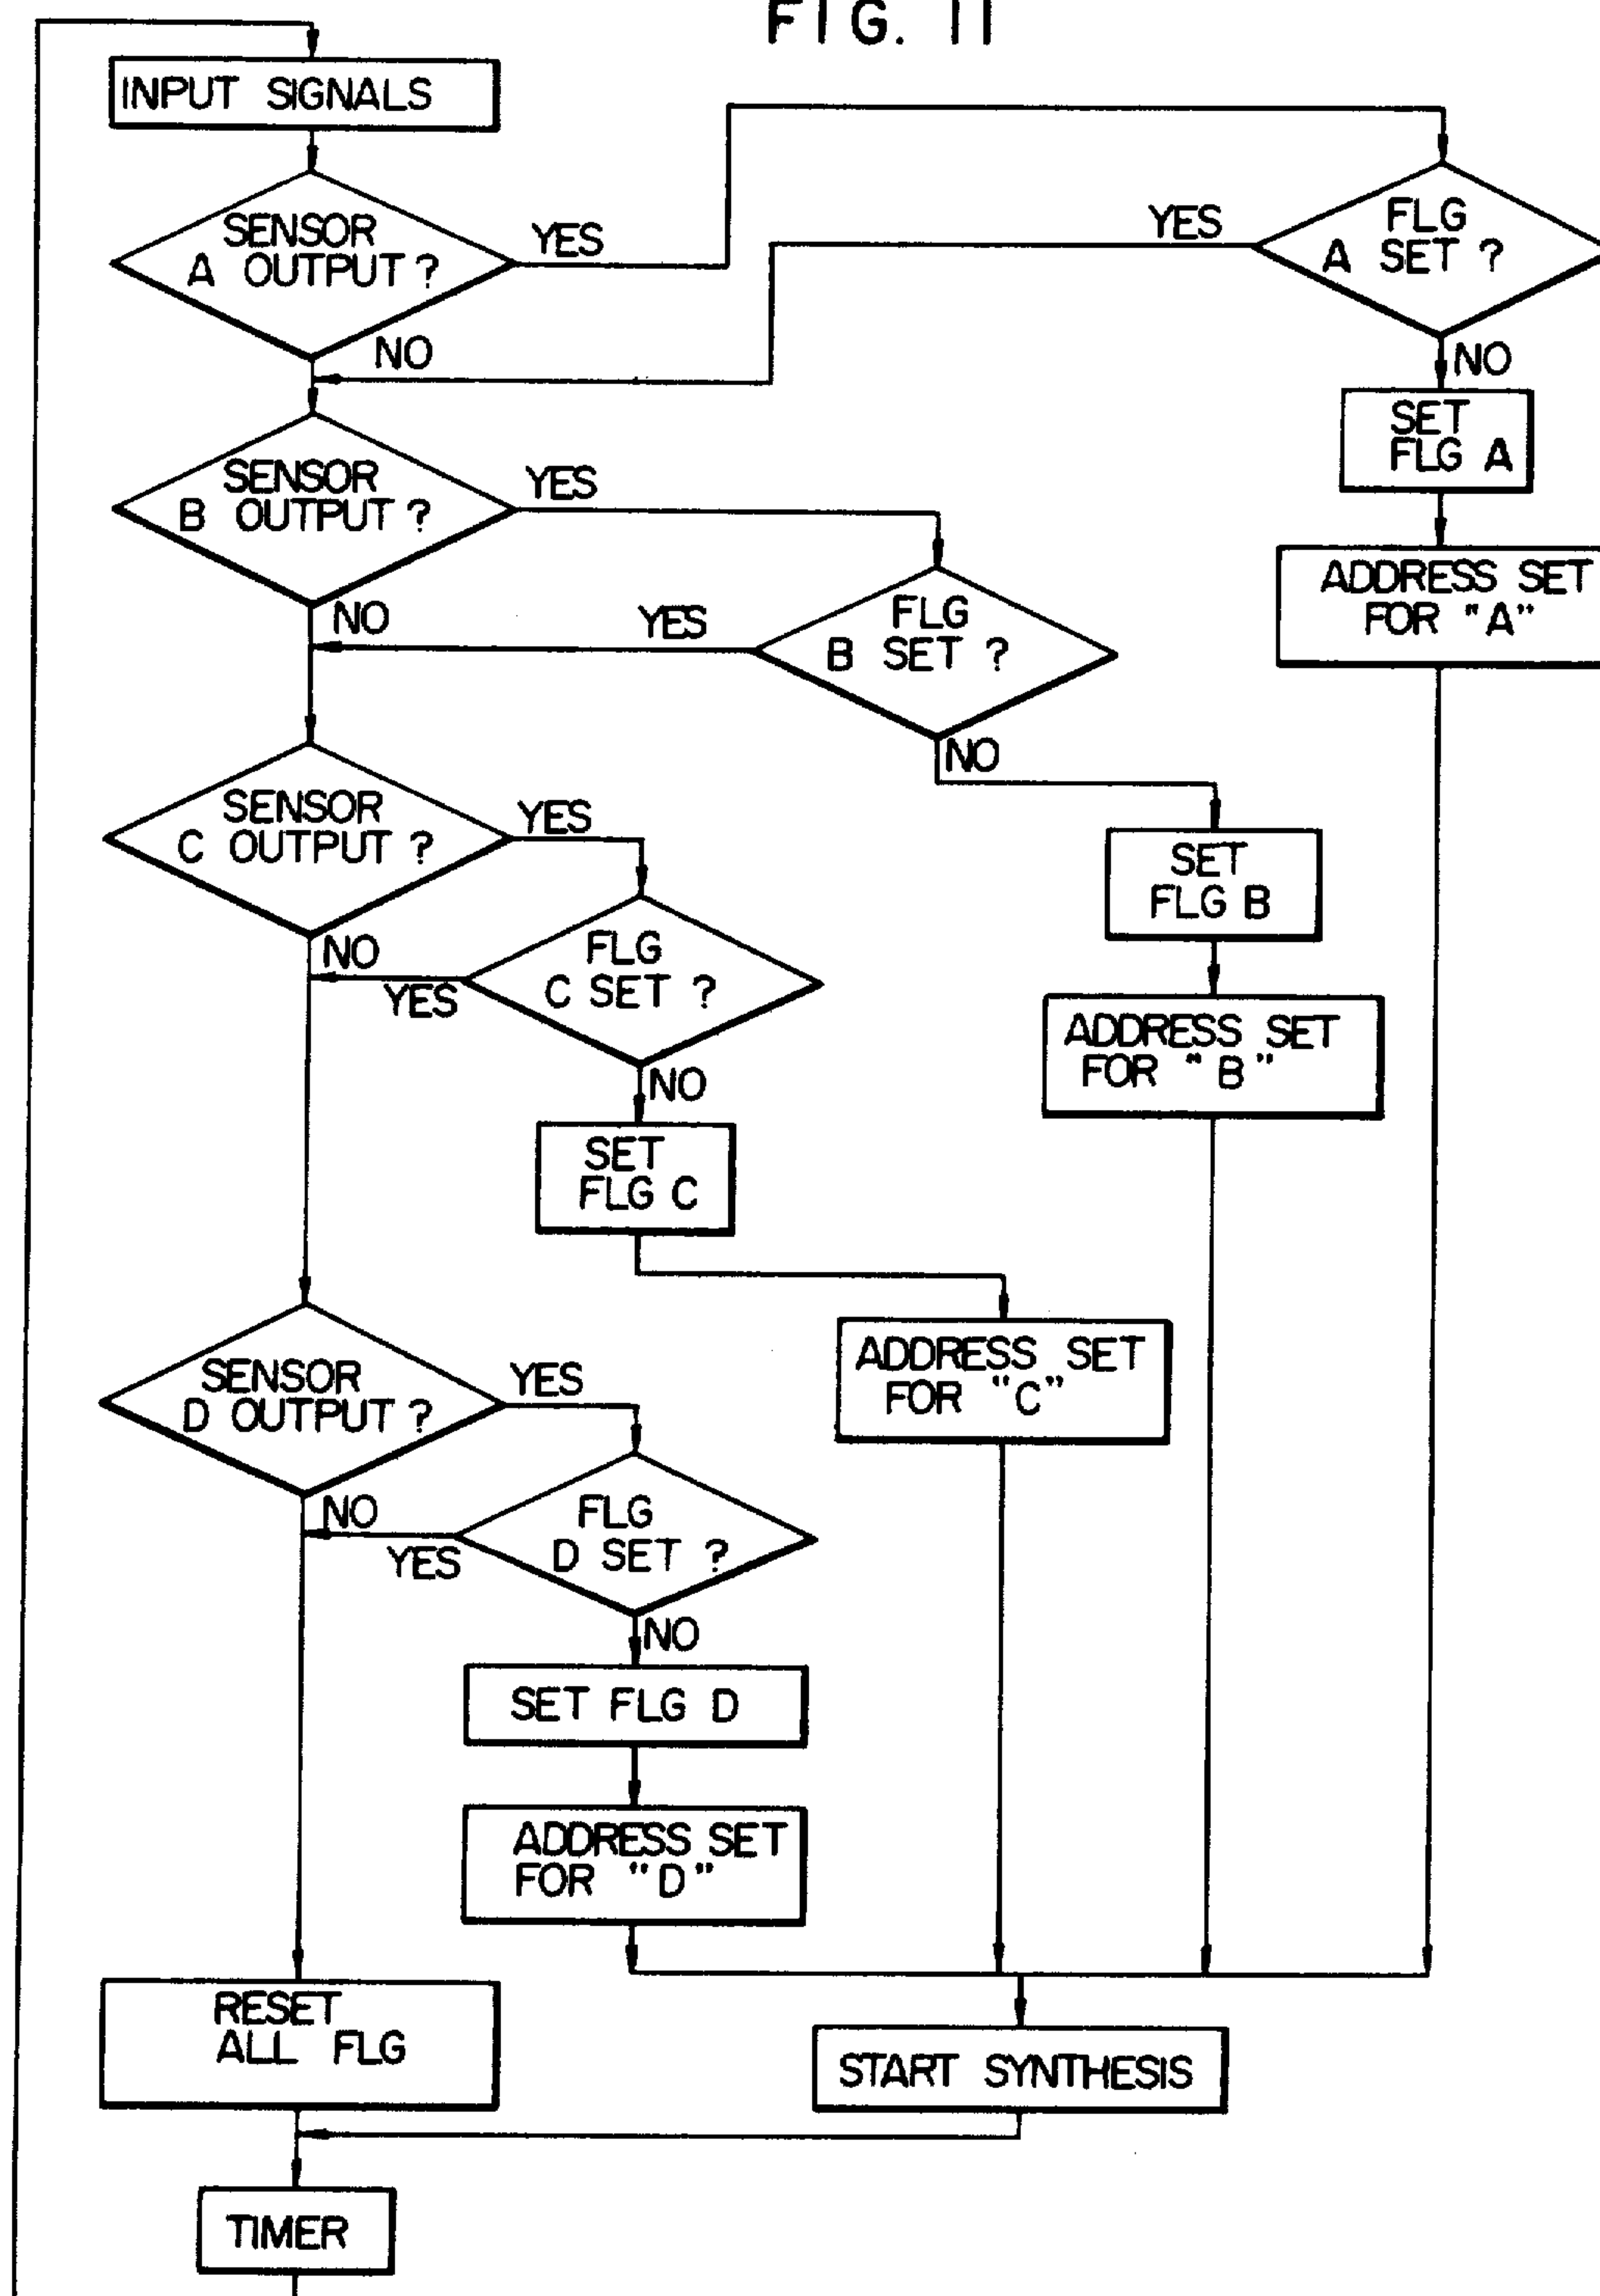 FIG. 11
INPUT SIGNALS
SENSOR
A OUTPUT ?
YES
NO
YES
FLG
A SET ?
NO
SET
FLG A
ADDRESS SET
FOR "A"
SENSOR
B OUTPUT ?
YES
NO
YES
FLG
B SET ?
NO
SET
FLG B
ADDRESS SET
FOR "B"
SENSOR
C OUTPUT ?
YES
NO
YES
FLG
C SET ?
NO
SET
FLG C
ADDRESS SET
FOR "C"
SENSOR
D OUTPUT ?
YES
NO
YES
FLG
D SET ?
NO
SET FLG D
ADDRESS SET
FOR "D"
RESET
ALL FLG
START SYNTHESIS
TIMER